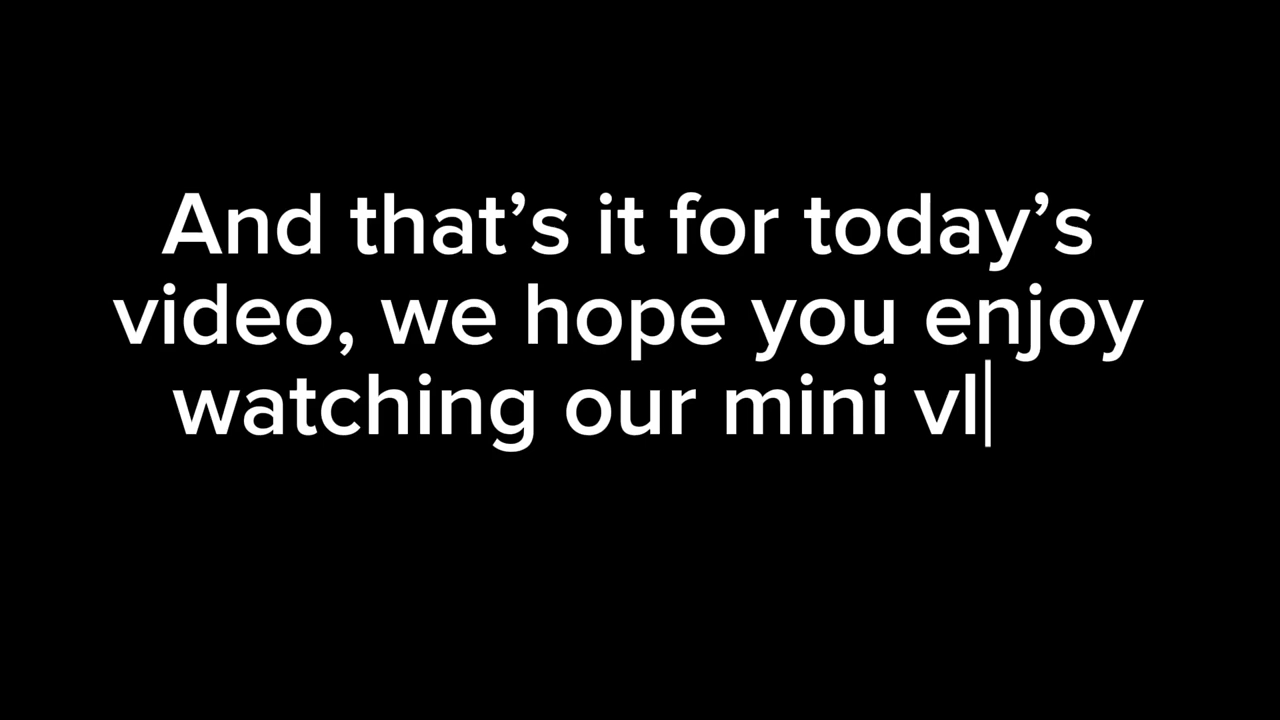 And that’s it for today’s
video, we hope you enjoy
watching our mini vl